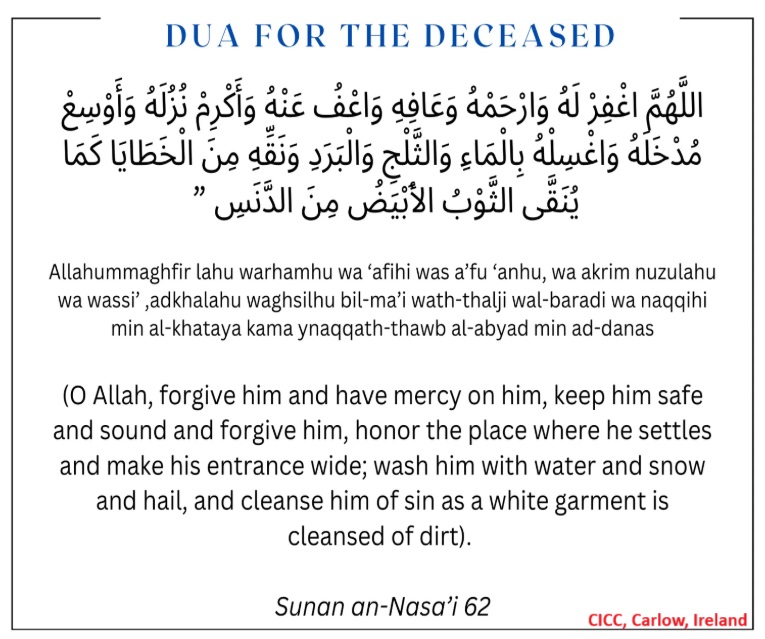 DUA FOR THE DECEASED
اللَّهُمَّ اغْفِرْ لَهُ وَارْحَمْهُ وَعَافِهِ وَاعْفُ عَنْهُ وَأَكْرِمْ نُزُلَهُ وَأَوْسِعْ
مُدْخَلَهُ وَاغْسِلْهُ بِالْمَاءِ وَالثَّلْجِ وَالْبَرَدِ وَنَقِّهِ مِنَ الْخَطَايَا كَمَا
يُنَقَّى الثَّوْبُ الأَبْيَضُ مِنَ الدَّنَسِ ”
Allahummaghfir lahu warhamhu wa ‘afihi was a’fu ‘anhu, wa akrim nuzulahu
wa wassi’ ,adkhalahu waghsilhu bil-ma’i wath-thalji wal-baradi wa naqqihi
min al-khataya kama ynaqqath-thawb al-abyad min ad-danas
(O Allah, forgive him and have mercy on him, keep him safe
and sound and forgive him, honor the place where he settles
and make his entrance wide; wash him with water and snow
and hail, and cleanse him of sin as a white garment is
cleansed of dirt).
Sunan an-Nasa’i 62
CICC, Carlow, Ireland